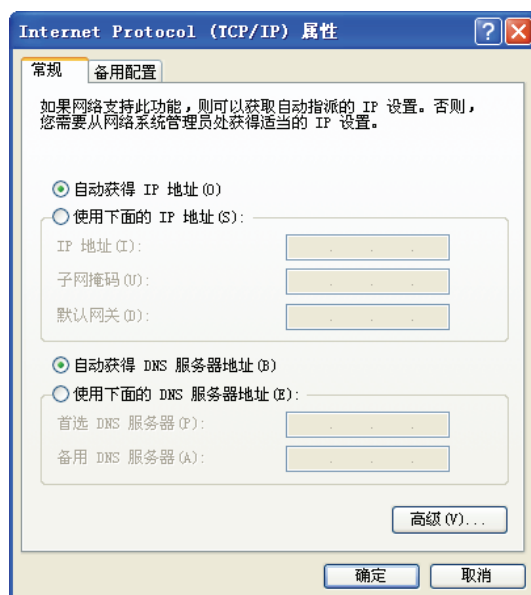 Internet Protocol (TCP/IP) 属性
常规
备用配置
如果网络支持此功能，则可以获取自动指派的 IP 设置。否则，
您需要从网络系统管理员处获得适当的 IP 设置。
自动获得 IP 地址(O)
使用下面的 IP 地址(S):
IP 地址(I):
子网掩码(U):
默认网关(D):
自动获得 DNS 服务器地址(B)
使用下面的 DNS 服务器地址(E):
首选 DNS 服务器(P):
备用 DNS 服务器(A):
高级(V)...
确定
取消